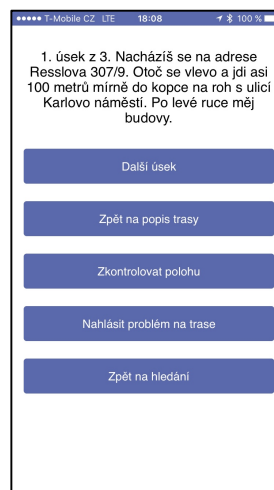 ●●●●● T-Mobile CZ LTE 18:08 100 %
1. úsek z 3. Nacházíš se na adrese
Resslova 307/9. Otoč se vlevo a jdi asi
100 metrů mírně do kopce na roh s ulicí
Karlovo náměstí. Po levé ruce měj
budovy.
Další úsek
Zpět na popis trasy
Zkontrolovat polohu
Nahlásit problém na trase
Zpět na hledání